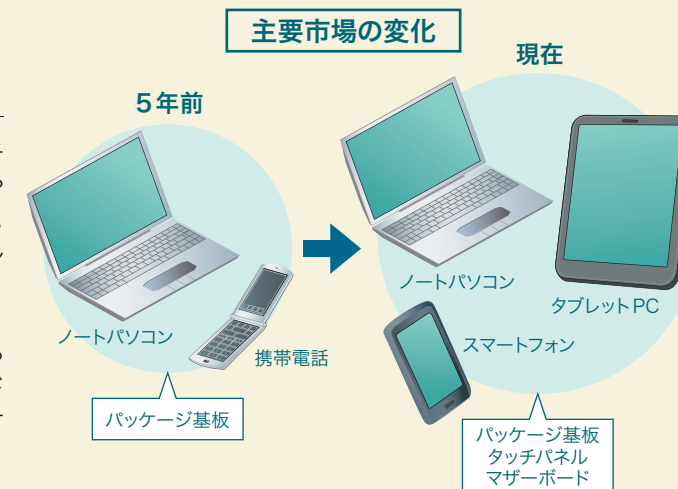 主要市場の変化
5年前
ノートパソコン
携帯電話
パッケージ基板
現在
ノートパソコン
タブレットPC
スマートフォン
パッケージ基板
タッチパネル
マザーボード